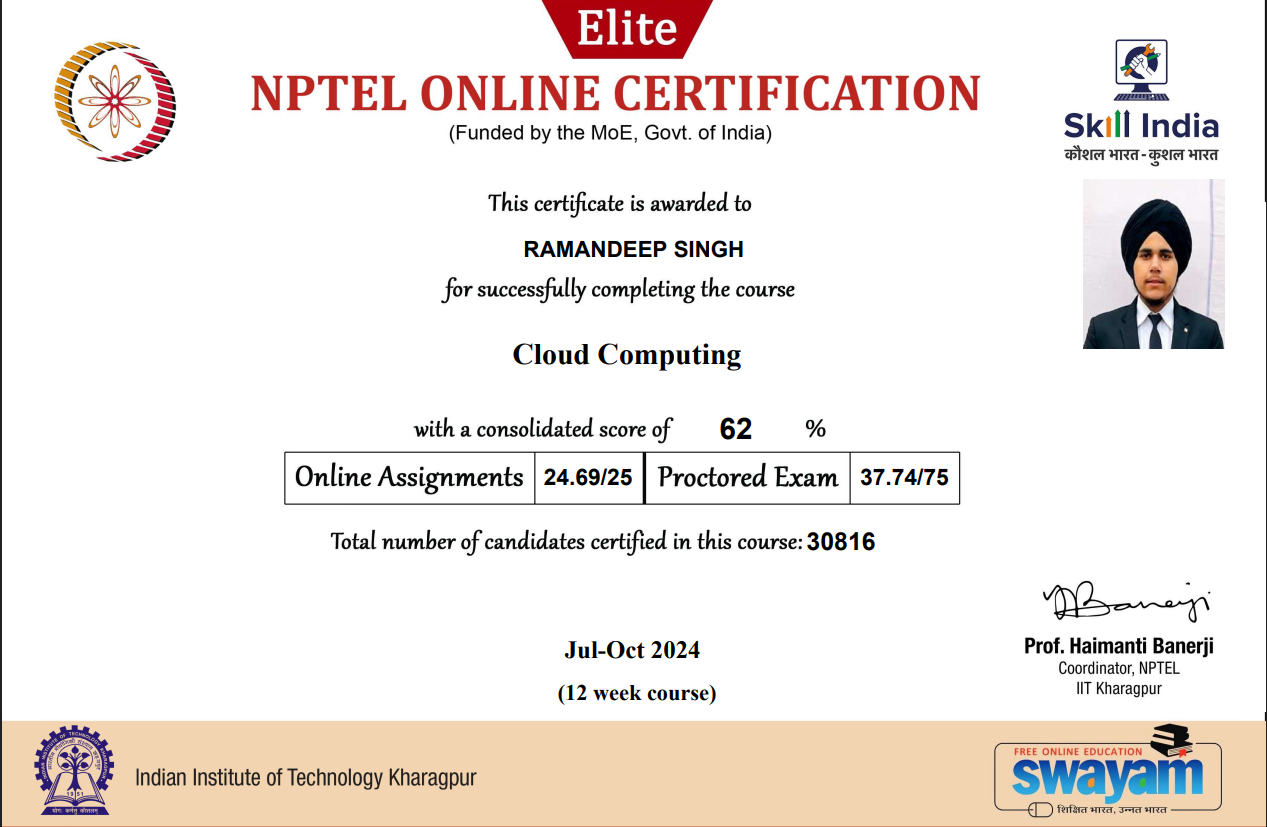 Elite
NPTEL ONLINE CERTIFICATION
(Funded by the MoE, Govt. of India)
Skill India
कौशल भारत - कुशल भारत
This certificate is awarded to
RAMANDEEP SINGH
for successfully completing the course
Cloud Computing
with a consolidated score of 62 %
Online Assignments 24.69/25 Proctored Exam 37.74/75
Total number of candidates certified in this course: 30816
Banerji
Prof. Haimanti Banerji
Coordinator, NPTEL
IIT Kharagpur
Jul-Oct 2024
(12 week course)
1951
Indian Institute of Technology Kharagpur
FREE ONLINE EDUCATION
swayam
शिक्षित भारत, उन्नत भारत